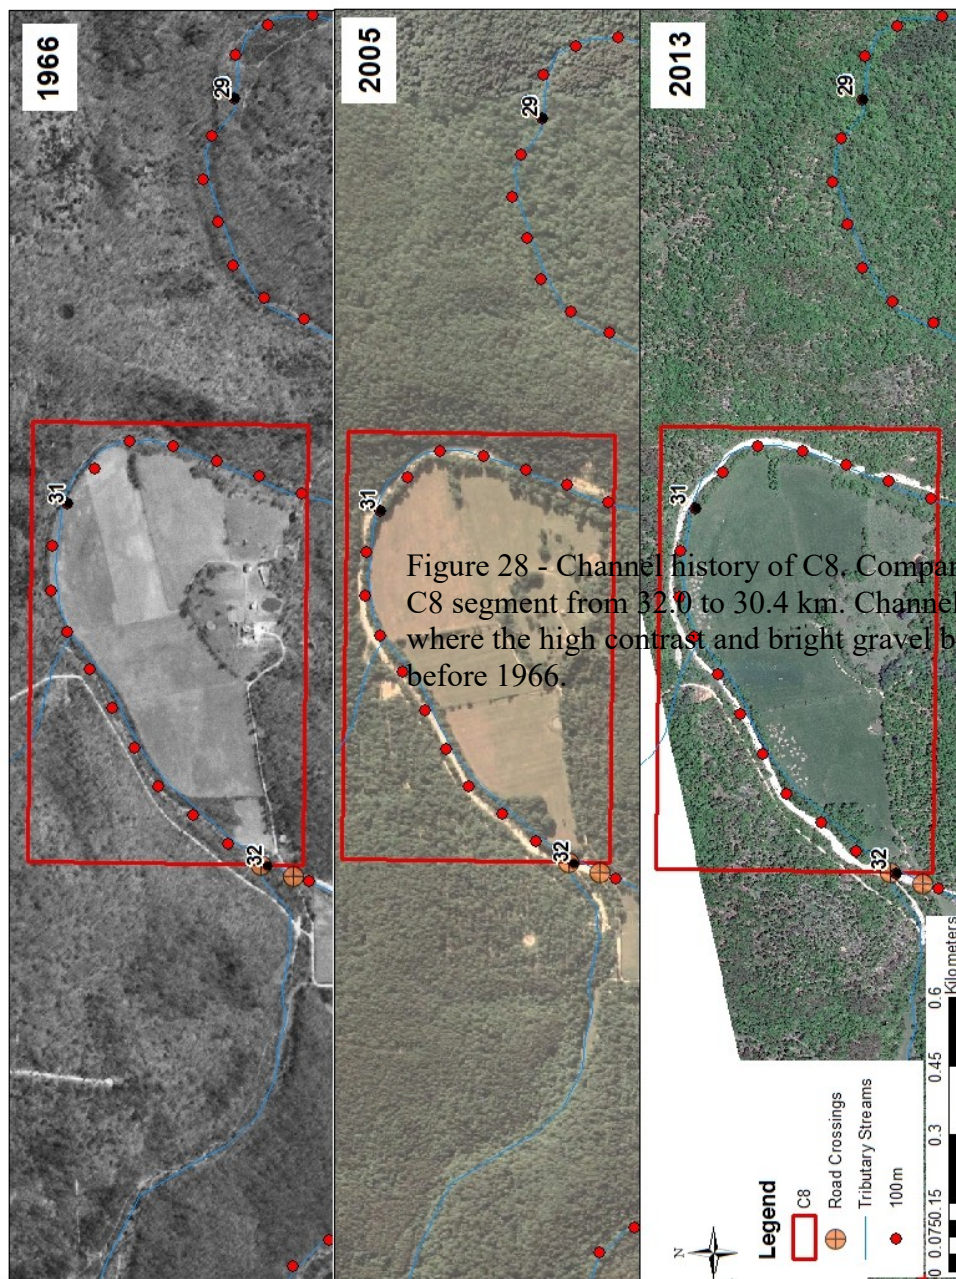 1966
29
31
32
2005
29
31
32
2013
29
31
32
Figure 28 - Channel history of C8. Compar
C8 segment from 32.0 to 30.4 km. Channel
where the high contrast and bright gravel b
before 1966.
N
Legend
C8
Road Crossings
Tributary Streams
100m
0 0.075 0.15 0.3 0.45 0.6
Kilometers